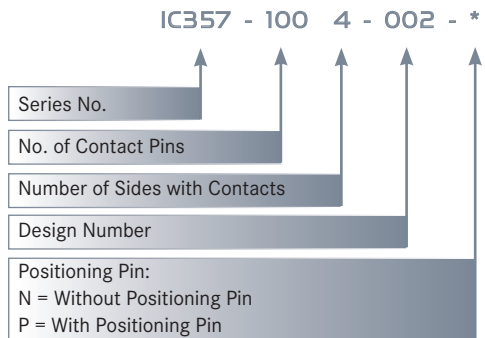 IC357 - 100 4 - 002 - *
Series No.
No. of Contact Pins
Number of Sides with Contacts
Design Number
Positioning Pin:
N = Without Positioning Pin
P = With Positioning Pin